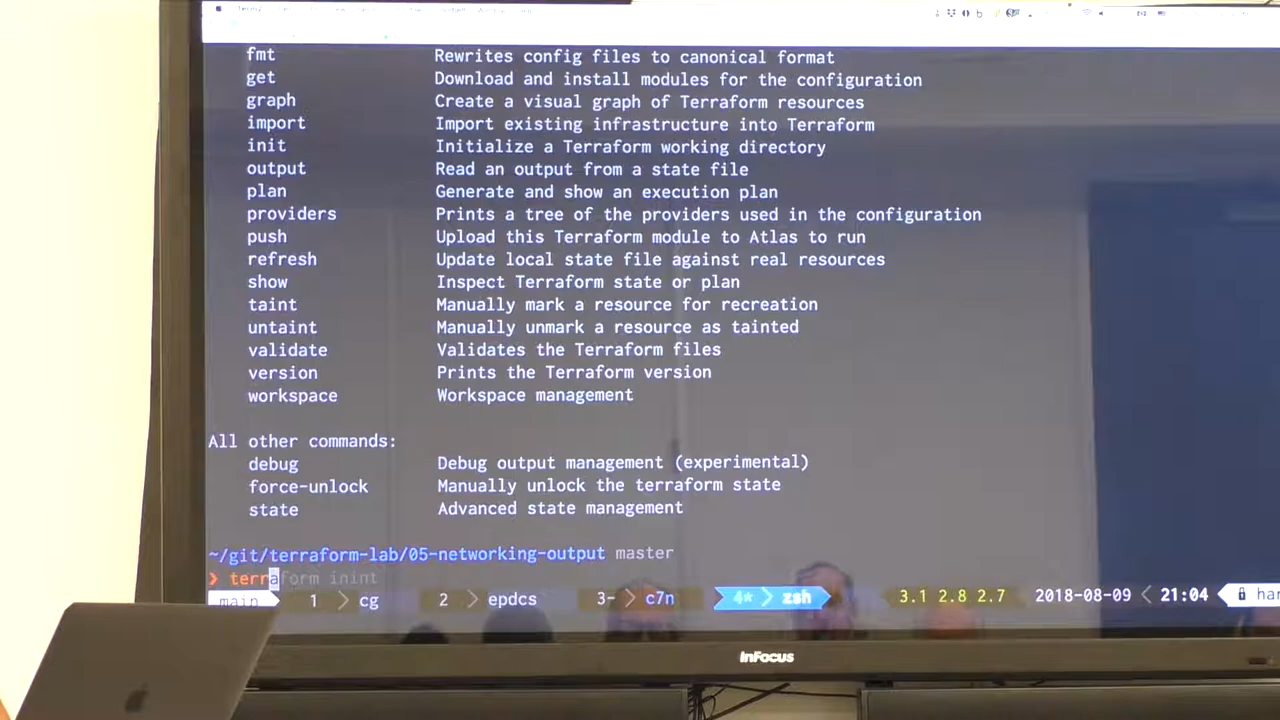 fmt Rewrites config files to canonical format
get Download and install modules for the configuration
graph Create a visual graph of Terraform resources
import Import existing infrastructure into Terraform
init Initialize a Terraform working directory
output Read an output from a state file
plan Generate and show an execution plan
providers Prints a tree of the providers used in the configuration
push Upload this Terraform module to Atlas to run
refresh Update local state file against real resources
show Inspect Terraform state or plan
taint Manually mark a resource for recreation
untaint Manually unmark a resource as tainted
validate Validates the Terraform files
version Prints the Terraform version
workspace Workspace management
All other commands:
debug Debug output management (experimental)
force-unlock Manually unlock the terraform state
state Advanced state management
~/git/terraform-lab/05-networking-output master
❯ terraform inint
main 1 > cg 2 > epdcs 3- > c7n 4* > zsh 3.1 2.8 2.7 2018-08-09 < 21:04 har
InFocus